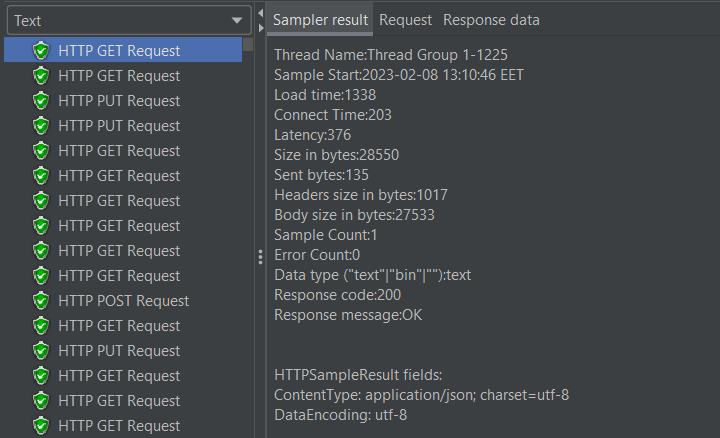 Text
HTTP GET Request
HTTP GET Request
HTTP PUT Request
HTTP PUT Request
HTTP GET Request
HTTP GET Request
HTTP GET Request
HTTP GET Request
HTTP GET Request
HTTP GET Request
HTTP POST Request
HTTP GET Request
HTTP PUT Request
HTTP GET Request
HTTP GET Request
HTTP GET Request
Sampler result Request Response data
Thread Name:Thread Group 1-1225
Sample Start:2023-02-08 13:10:46 EET
Load time:1338
Connect Time:203
Latency:376
Size in bytes:28550
Sent bytes:135
Headers size in bytes:1017
Body size in bytes:27533
Sample Count:1
Error Count:0
Data type ("text"|"bin"|""):text
Response code:200
Response message:OK
HTTPSampleResult fields:
ContentType: application/json; charset=utf-8
DataEncoding: utf-8